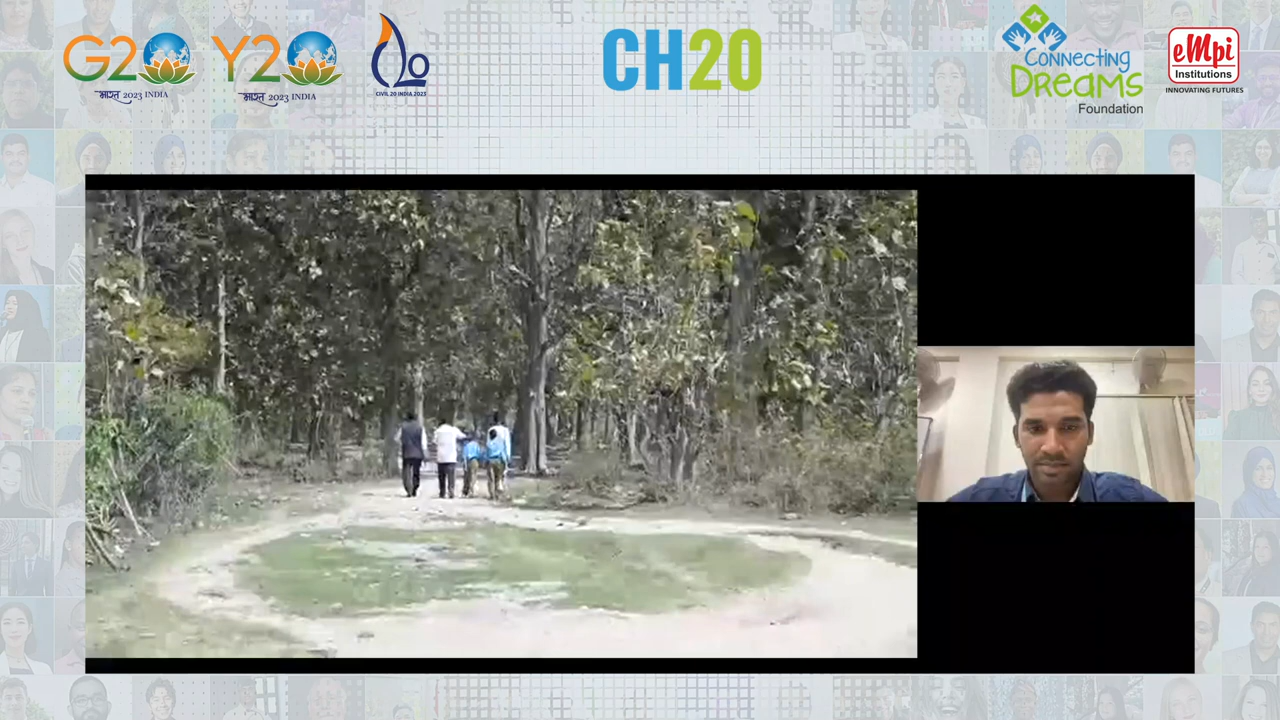 G20
भारत 2023 INDIA
Y20
भारत 2023 INDIA
C20
CIVIL 20 INDIA 2023
CH20
CONNECTING
DREAMS
Foundation
eMpi
Institutions
INNOVATING FUTURES